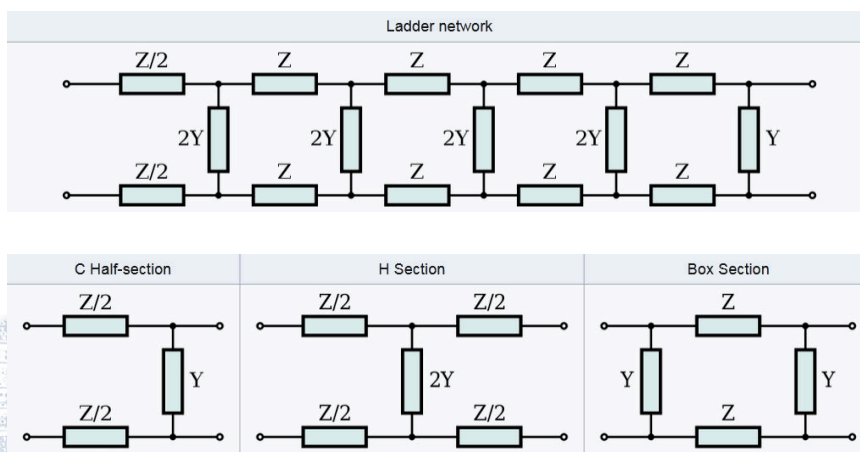 Ladder network
Z/2 Z Z Z Z
2Y 2Y 2Y 2Y Y
Z/2 Z Z Z Z
C Half-section H Section Box Section
Z/2 Z/2 Z/2 Z
Y 2Y Y Y
Z/2 Z/2 Z/2 Z